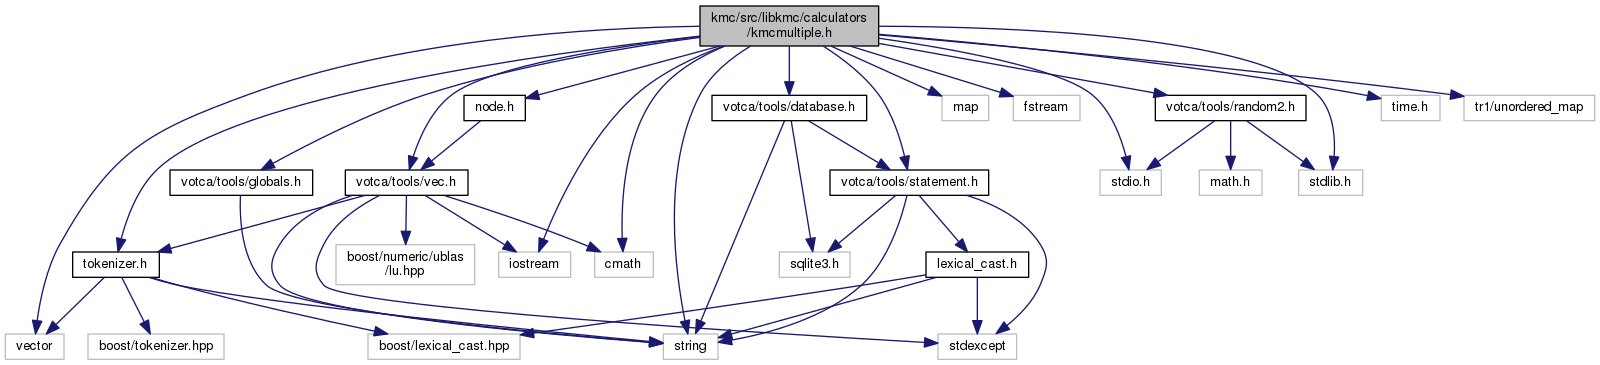 kmc/src/libkmc/calculators
/kmcmultiple.h
node.h
votca/tools/database.h
map
fstream
votca/tools/random2.h
time.h
tr1/unordered_map
votca/tools/globals.h
votca/tools/vec.h
votca/tools/statement.h
stdio.h
math.h
stdlib.h
tokenizer.h
boost/numeric/ublas
/lu.hpp
iostream
cmath
sqlite3.h
lexical_cast.h
vector
boost/tokenizer.hpp
boost/lexical_cast.hpp
string
stdexcept